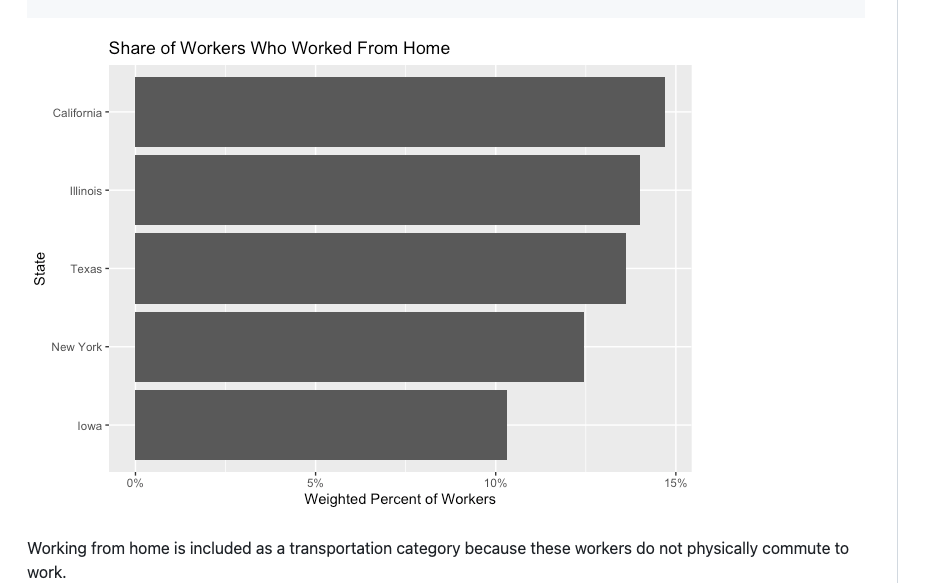 Share of Workers Who Worked From Home
California
Illinois
Texas
New York
Iowa
State
0%
5%
10%
15%
Weighted Percent of Workers
Working from home is included as a transportation category because these workers do not physically commute to
work.